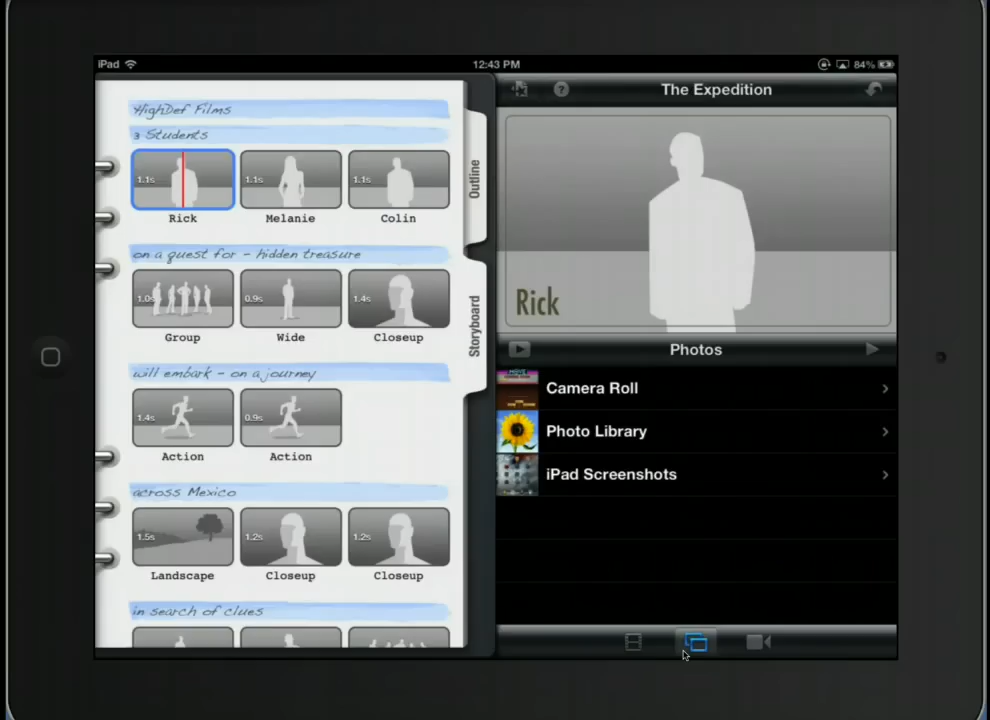 iPad 12:43 PM 84%
HighDef Films
3 Students
1.1s 1.1s 1.1s
Rick Melanie Colin
on a quest for - hidden treasure
1.0s 0.9s 1.4s
Group Wide Closeup
will embark - on a journey
1.4s 0.9s
Action Action
across Mexico
1.5s 1.2s 1.2s
Landscape Closeup Closeup
in search of clues
Outline
Storyboard
?
The Expedition
Rick
Photos
Camera Roll
Photo Library
iPad Screenshots